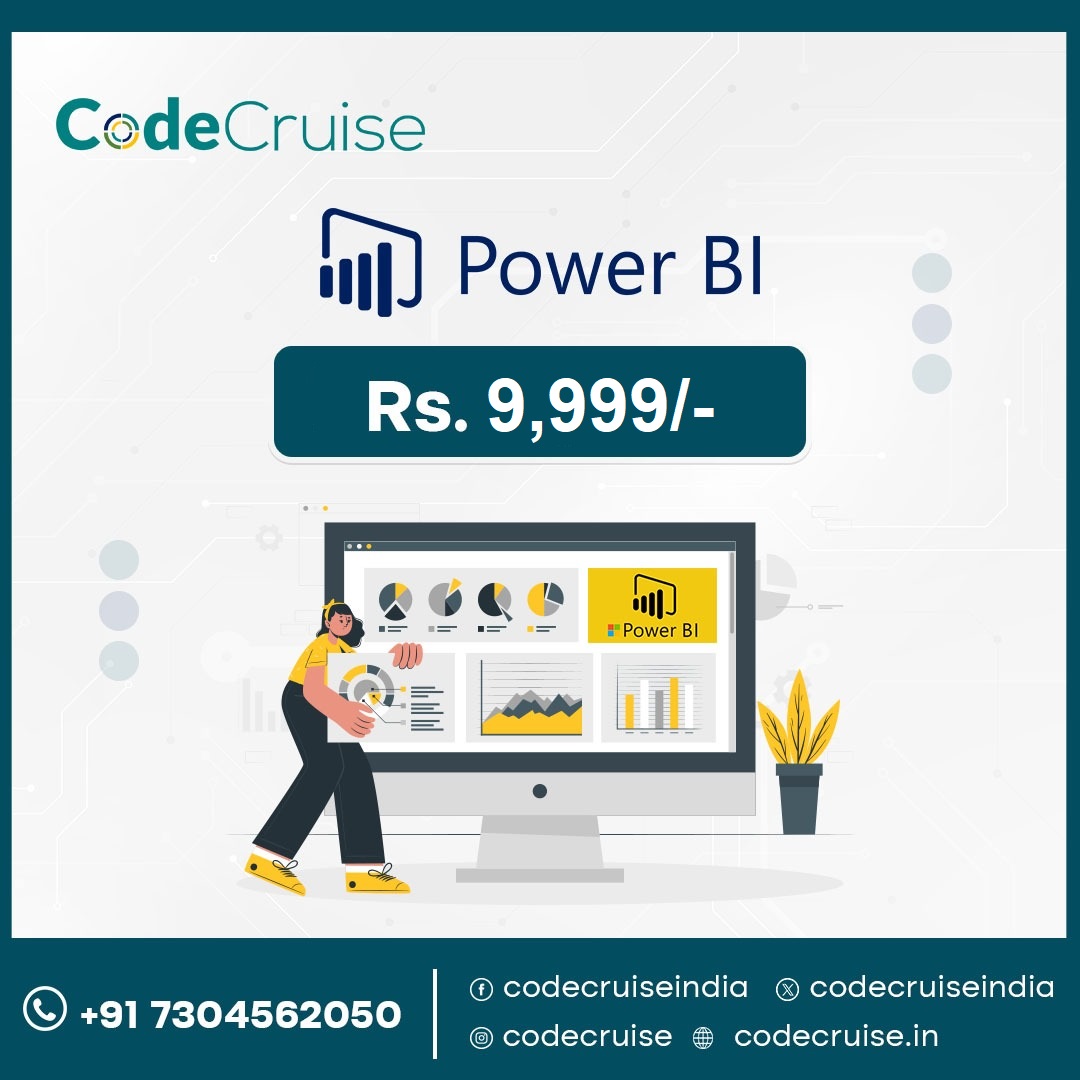 CodeCruise
Power BI
Rs. 9,999/-
Power BI
+91 7304562050
codecruiseindia
codecruiseindia
codecruise
codecruise.in